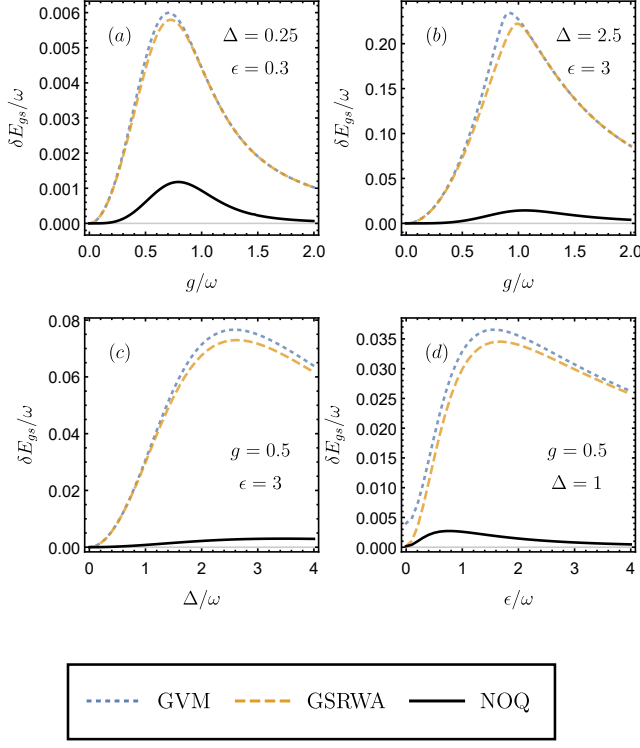 (a)
Δ = 0.25
ϵ = 0.3
δE_gs/ω
0.006
0.005
0.004
0.003
0.002
0.001
0.000
0.0 0.5 1.0 1.5 2.0
g/ω
(b)
Δ = 2.5
ϵ = 3
δE_gs/ω
0.20
0.15
0.10
0.05
0.00
0.0 0.5 1.0 1.5 2.0
g/ω
(c)
g = 0.5
ϵ = 3
δE_gs/ω
0.08
0.06
0.04
0.02
0.00
0 1 2 3 4
Δ/ω
(d)
g = 0.5
Δ = 1
δE_gs/ω
0.035
0.030
0.025
0.020
0.015
0.010
0.005
0.000
0 1 2 3 4
ϵ/ω
GVM GSRWA NOQ